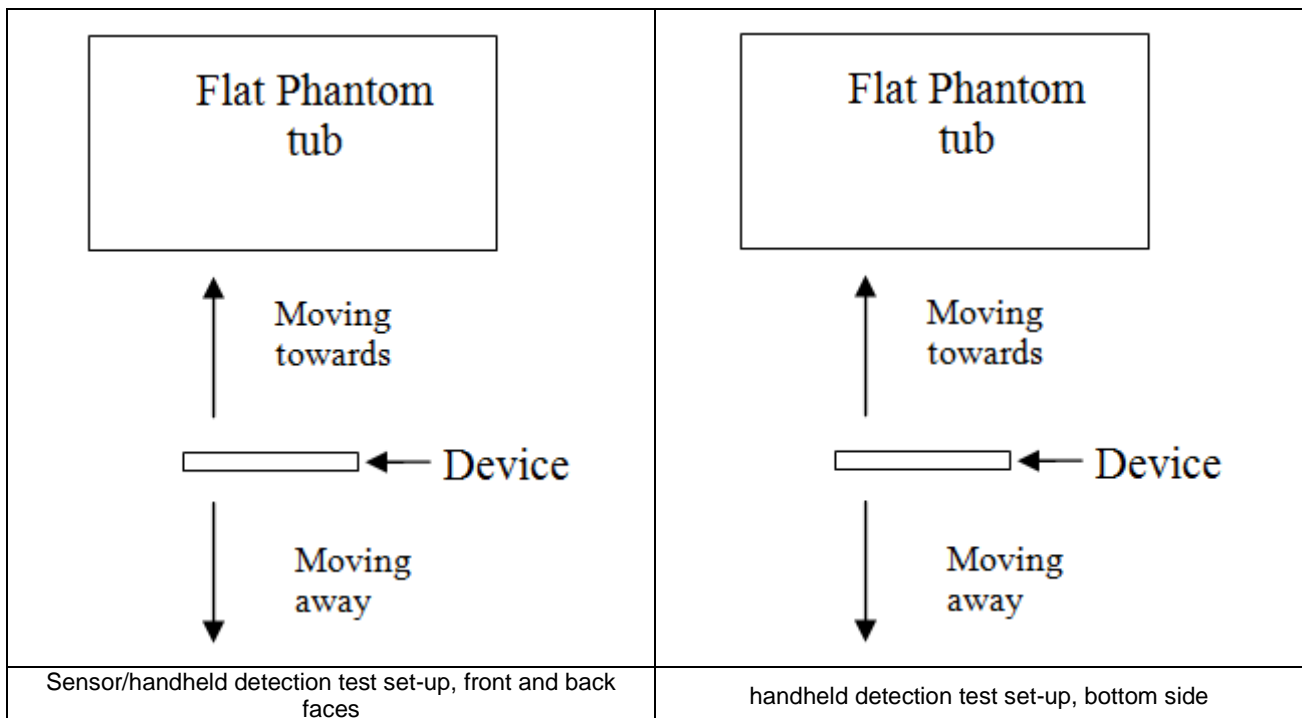 Flat Phantom
tub
Moving
towards
Device
Moving
away
Sensor/handheld detection test set-up, front and back
faces
Flat Phantom
tub
Moving
towards
Device
Moving
away
handheld detection test set-up, bottom side